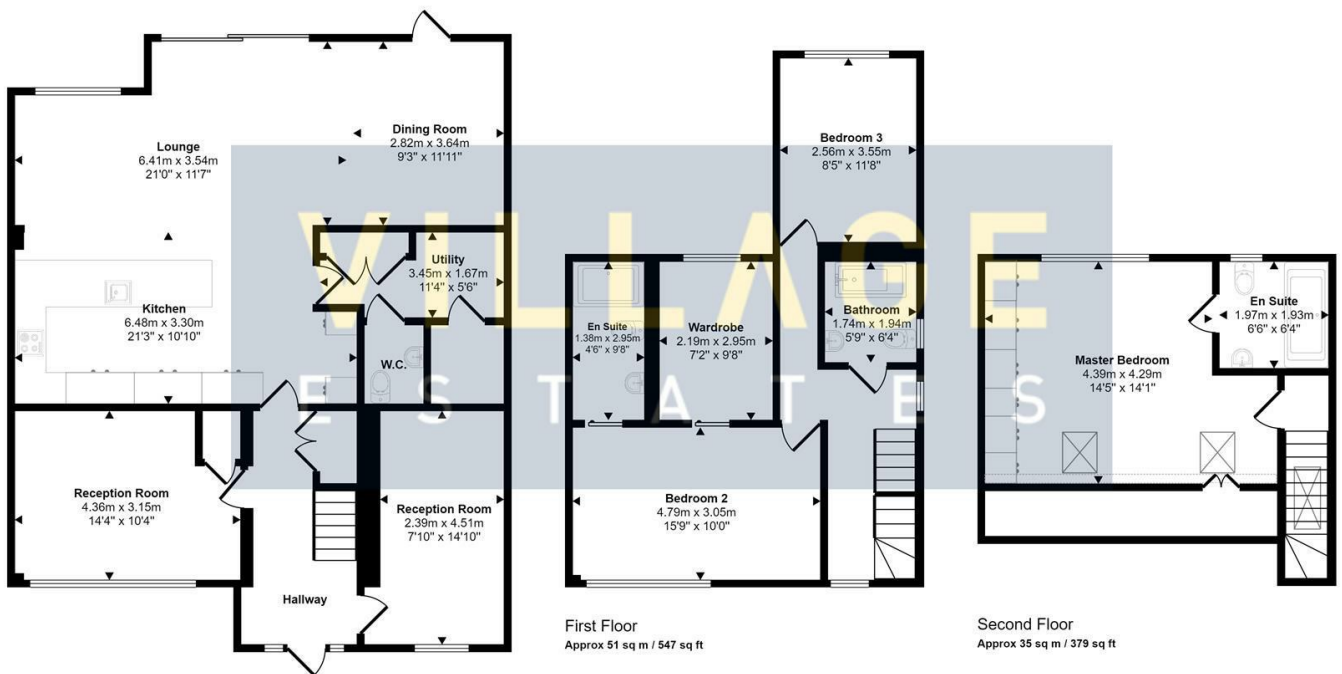 Lounge
6.41m x 3.54m
21'0" x 11'7"
Dining Room
2.82m x 3.64m
9'3" x 11'11"
Utility
3.45m x 1.67m
11'4" x 5'6"
Kitchen
6.48m x 3.30m
21'3" x 10'10"
W.C.
Reception Room
4.36m x 3.15m
14'4" x 10'4"
Reception Room
2.39m x 4.51m
7'10" x 14'10"
Hallway
Bedroom 3
2.56m x 3.55m
8'5" x 11'8"
En Suite
1.38m x 2.95m
4'6" x 9'8"
Wardrobe
2.19m x 2.95m
7'2" x 9'8"
Bathroom
1.74m x 1.94m
5'9" x 6'4"
Bedroom 2
4.79m x 3.05m
15'9" x 10'0"
First Floor
Approx 51 sq m / 547 sq ft
En Suite
1.97m x 1.93m
6'6" x 6'4"
Master Bedroom
4.39m x 4.29m
14'5" x 14'1"
Second Floor
Approx 35 sq m / 379 sq ft
VILLAGE
ESTATES